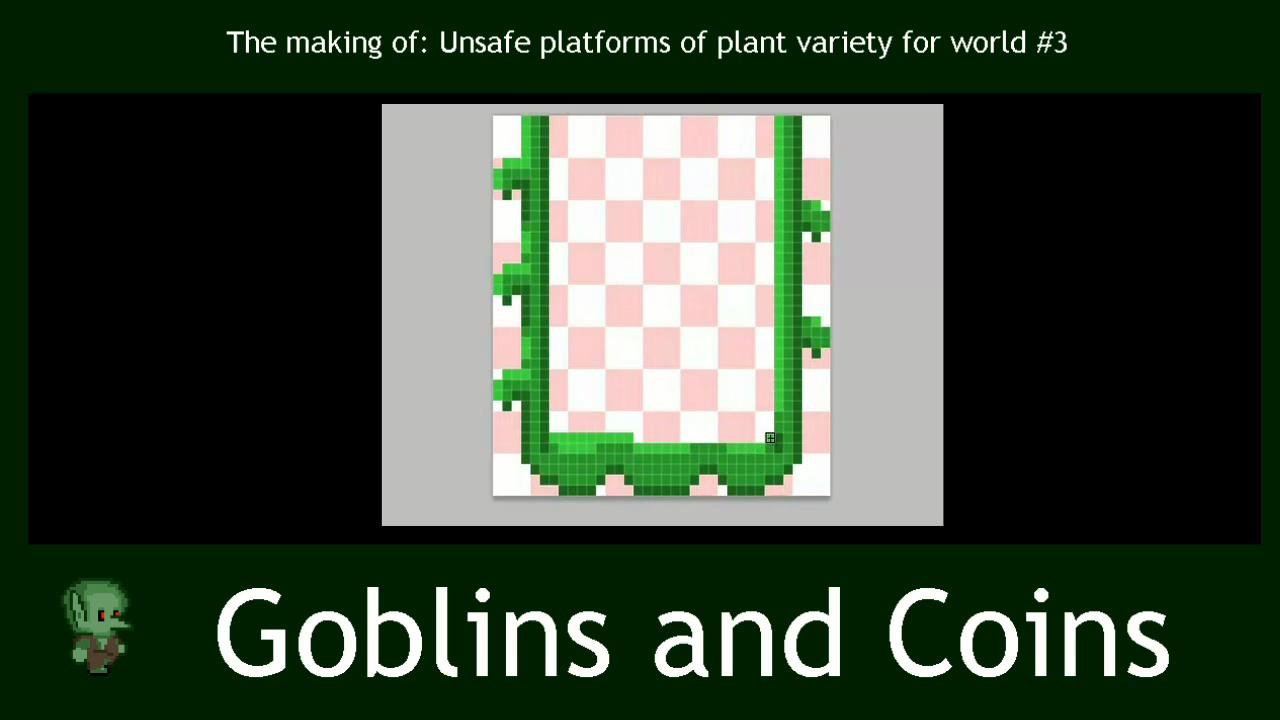 The making of: Unsafe platforms of plant variety for world #3
Goblins and Coins